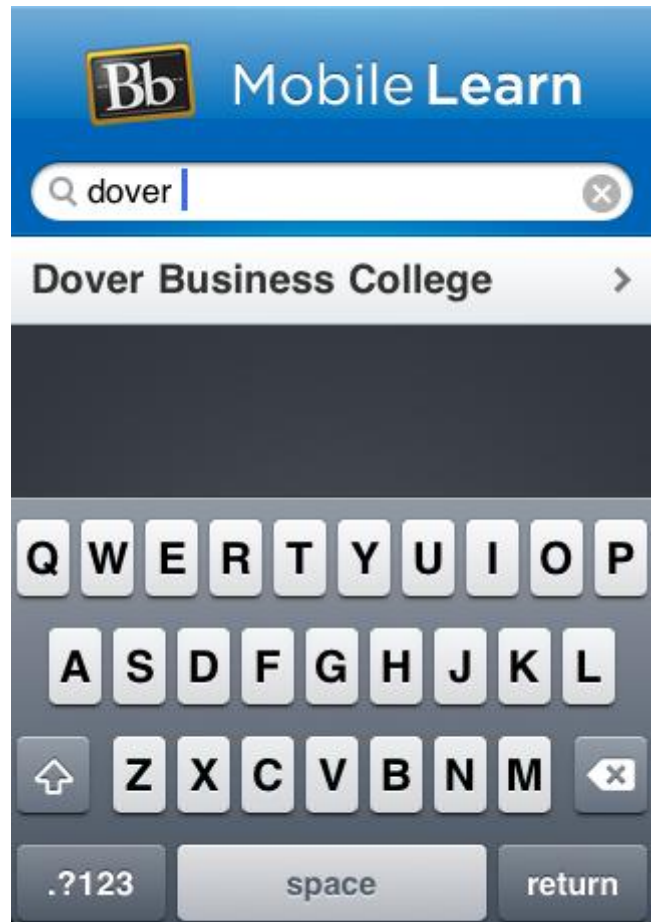 Bb Mobile Learn
dover
Dover Business College
Q W E R T Y U I O P
A S D F G H J K L
Z X C V B N M
.?123 space return